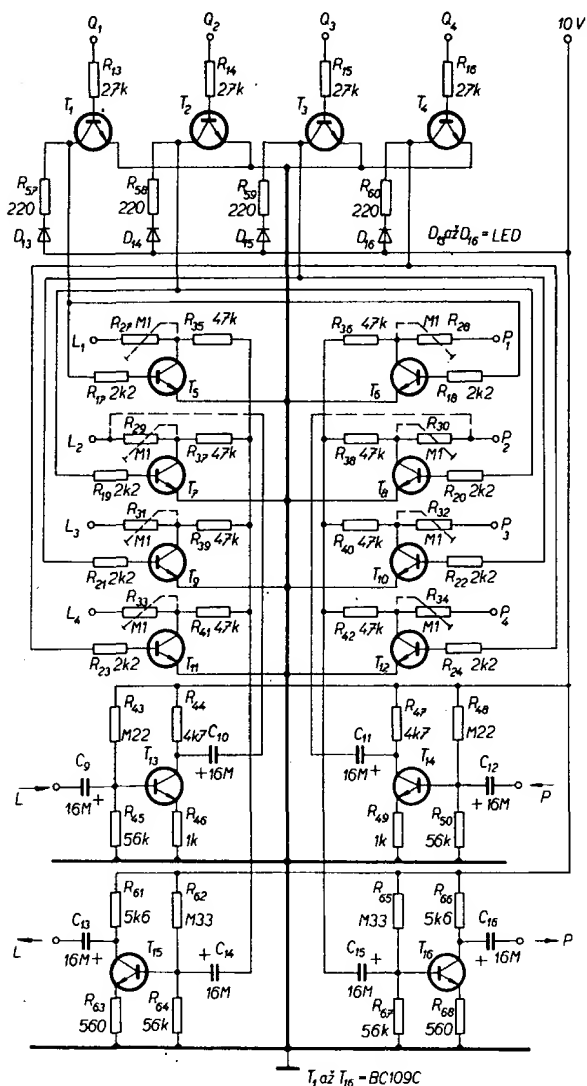 Q1 Q2 Q3 Q4 10 V
R13 27k R14 27k R15 27k R16 27k
T1 T2 T3 T4
R57 220 R58 220 R59 220 R60 220
D13 D14 D15 D16 D13 až D16 = LED
L1 R27 M1 R35 47k R36 47k M1 R28 P1
R17 2k2 T5 T6 R18 2k2
L2 R29 M1 R37 47k R38 47k R30 M1 P2
R19 2k2 T7 T8 R20 2k2
L3 R31 M1 R39 47k R40 47k R32 M1 P3
R21 2k2 T9 T10 R22 2k2
L4 R33 M1 R41 47k R42 47k R34 M1 P4
R23 2k2 T11 T12 R24 2k2
R43 M22 R44 4k7 C10 + 16M C11 16M + R47 4k7 R48 M22
L C9 16M + T13 T14 C12 + 16M P
R45 56k R46 1k R49 1k R50 56k
R61 5k6 R62 M33 R65 M33 R66 5k6
L C13 16M + T15 + C14 16M C15 + 16M T16 C16 + 16M P
R63 560 R64 56k R67 56k R68 560
T1 až T16 = BC109C